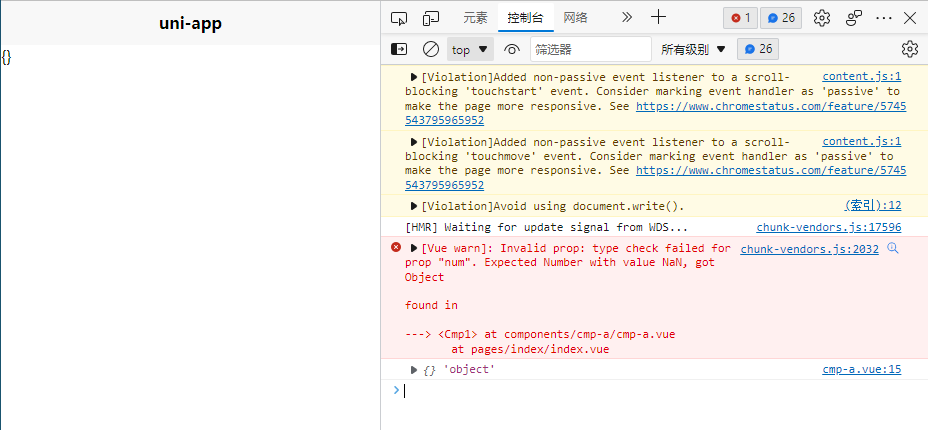 uni-app
{}
元素
控制台
网络
1
26
top
筛选器
所有级别
26
[Violation]Added non-passive event listener to a scroll- content.js:1
blocking 'touchstart' event. Consider marking event handler as 'passive' to
make the page more responsive. See https://www.chromestatus.com/feature/5745
543795965952
[Violation]Added non-passive event listener to a scroll- content.js:1
blocking 'touchmove' event. Consider marking event handler as 'passive' to
make the page more responsive. See https://www.chromestatus.com/feature/5745
543795965952
[Violation]Avoid using document.write(). (索引):12
[HMR] Waiting for update signal from WDS... chunk-vendors.js:17596
[Vue warn]: Invalid prop: type check failed for chunk-vendors.js:2032
prop "num". Expected Number with value NaN, got
Object
found in
---> <Cmp1> at components/cmp-a/cmp-a.vue
at pages/index/index.vue
{} 'object' cmp-a.vue:15